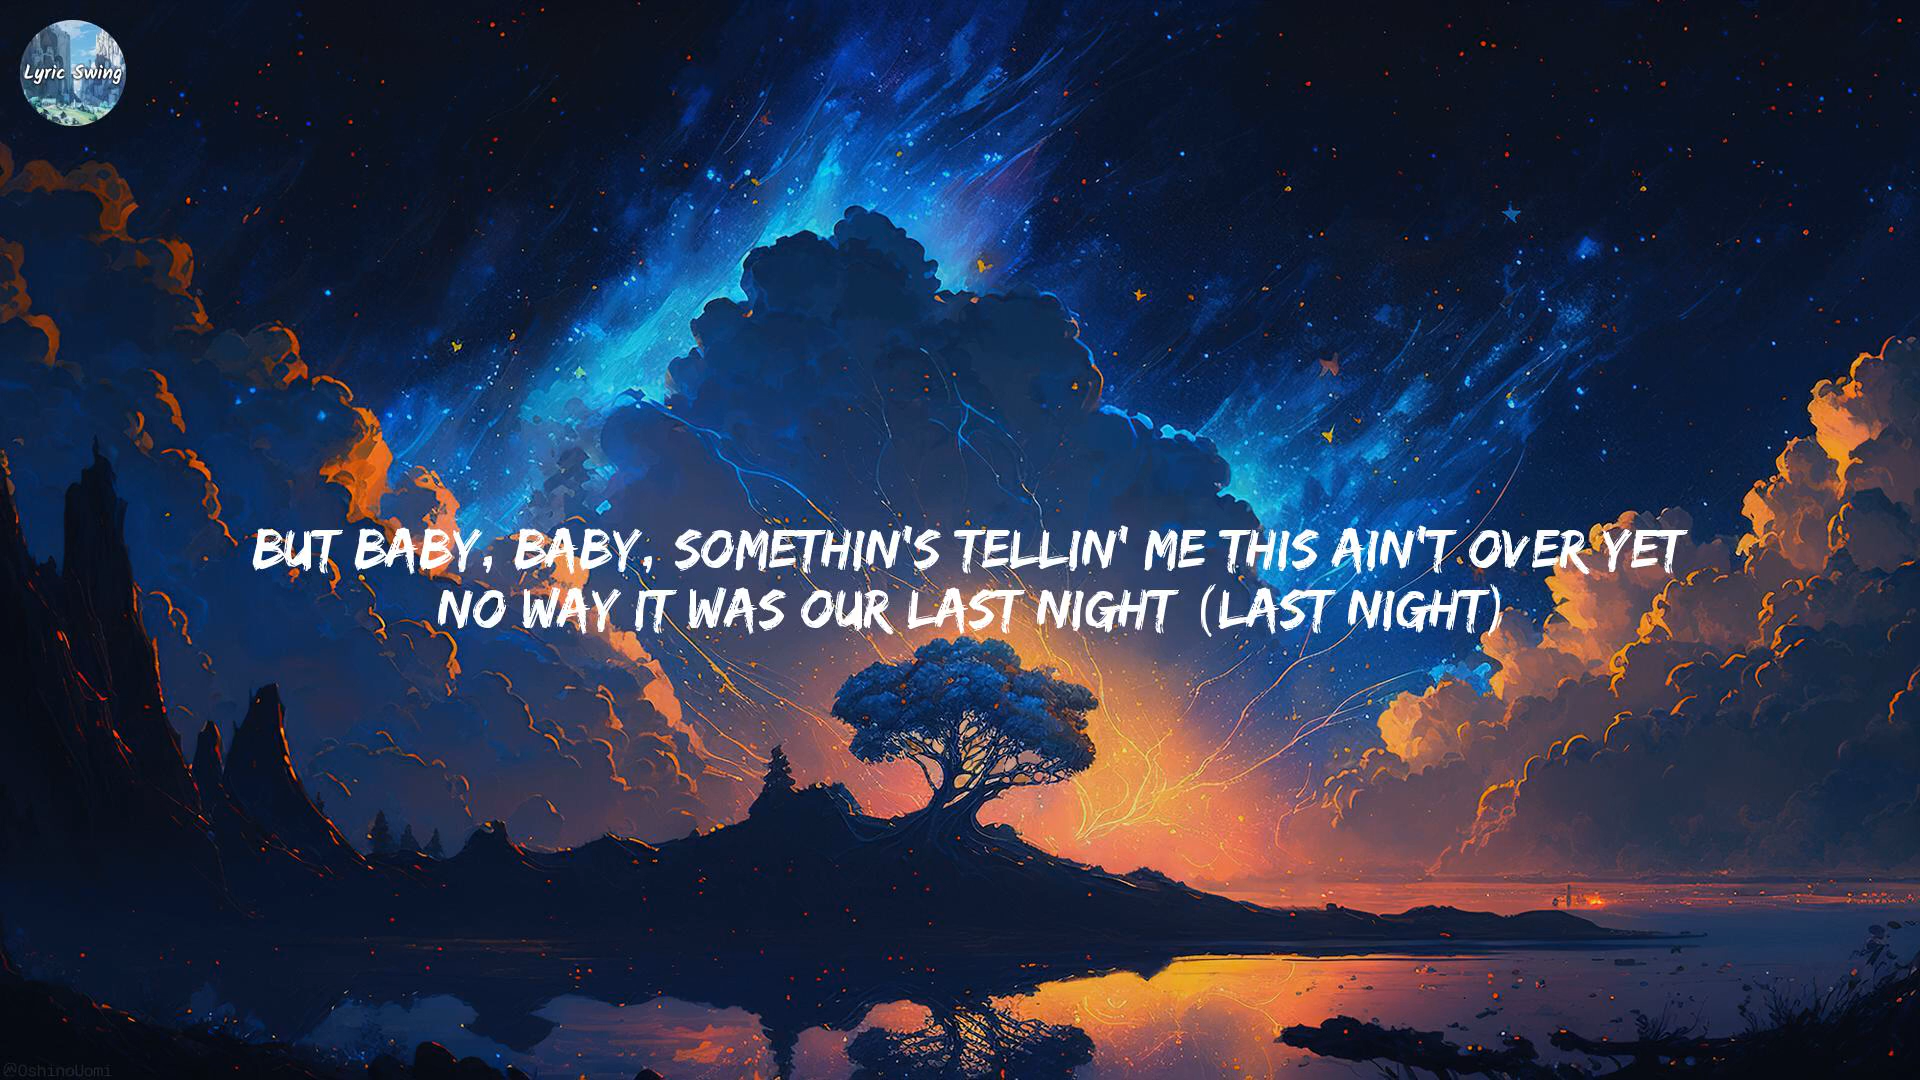 Lyric Swing
BUT BABY, BABY, SOMETHIN'S TELLIN' ME THIS AIN'T OVER YET
NO WAY IT WAS OUR LAST NIGHT (LAST NIGHT)
@OshinoUomi